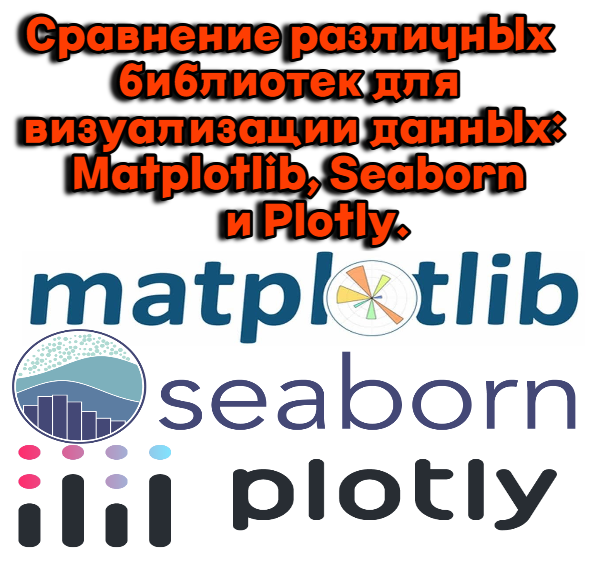 Сравнение различных
библиотек для
визуализации данных:
Matplotlib, Seaborn
и Plotly.
matplotlib
seaborn
plotly